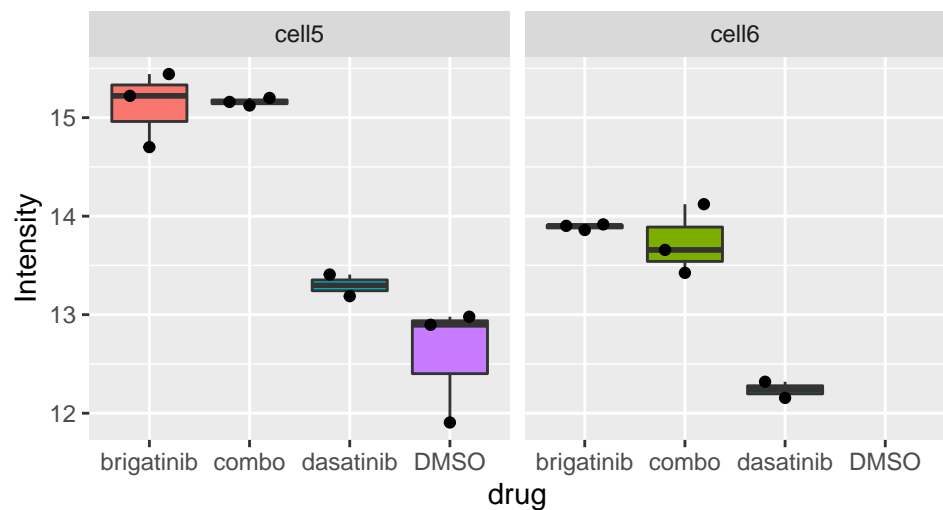 cell5 cell6
Intensity
15
14
13
12
brigatinib combo dasatinib DMSO brigatinib combo dasatinib DMSO
drug